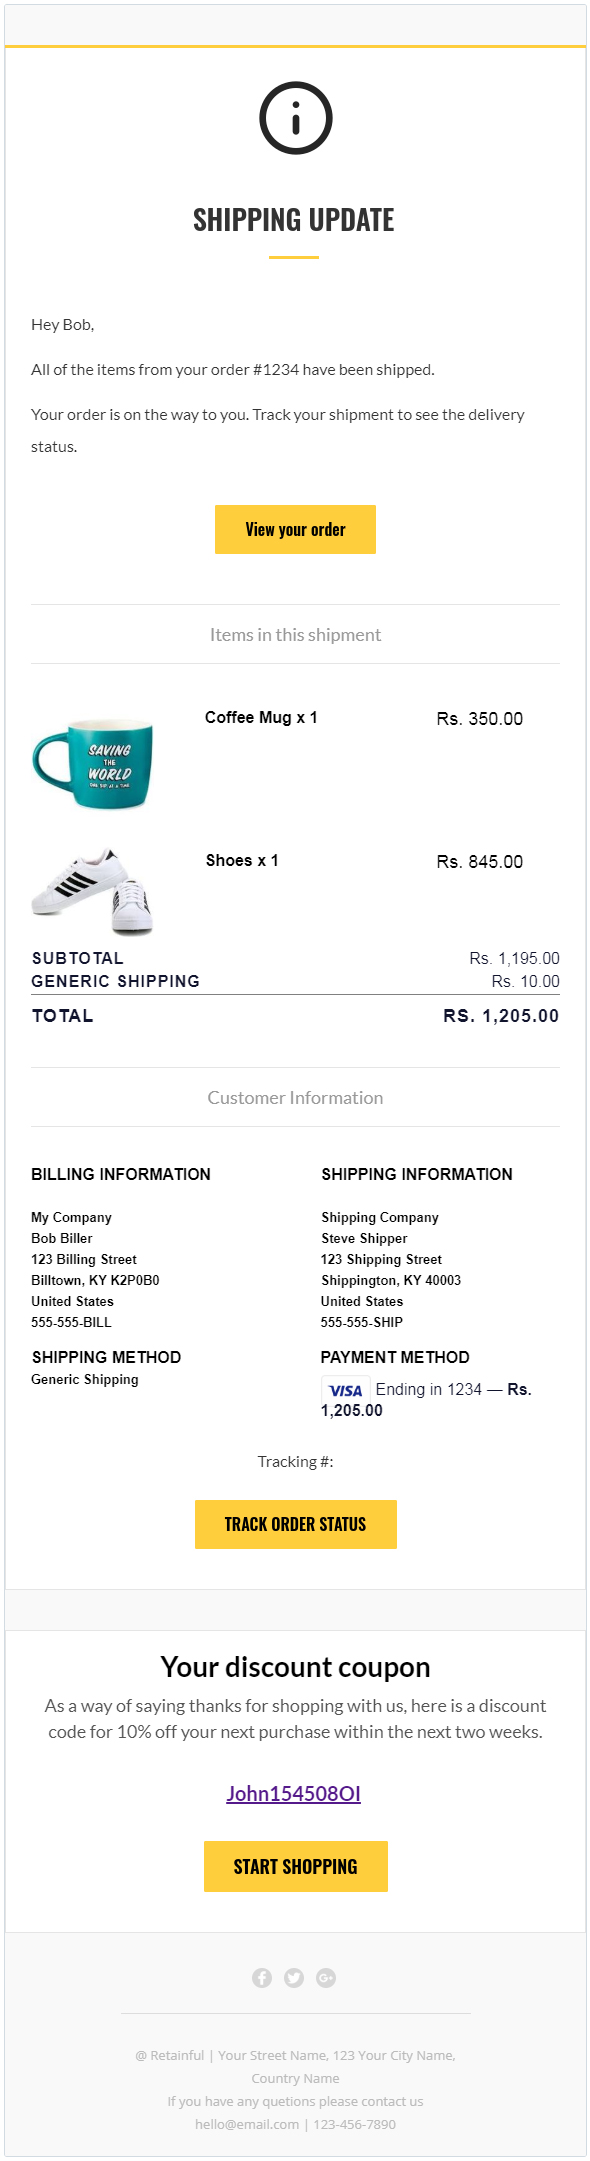 SHIPPING UPDATE
Hey Bob,
All of the items from your order #1234 have been shipped.
Your order is on the way to you. Track your shipment to see the delivery
status.
View your order
Items in this shipment
SAVING
THE
WORLD
ONE SIP AT A TIME
Coffee Mug x 1
Rs. 350.00
Shoes x 1
Rs. 845.00
SUBTOTAL Rs. 1,195.00
GENERIC SHIPPING Rs. 10.00
TOTAL RS. 1,205.00
Customer Information
BILLING INFORMATION
My Company
Bob Biller
123 Billing Street
Billtown, KY K2P0B0
United States
555-555-BILL
SHIPPING INFORMATION
Shipping Company
Steve Shipper
123 Shipping Street
Shippington, KY 40003
United States
555-555-SHIP
SHIPPING METHOD
Generic Shipping
PAYMENT METHOD
VISA Ending in 1234 — Rs.
1,205.00
Tracking #:
TRACK ORDER STATUS
Your discount coupon
As a way of saying thanks for shopping with us, here is a discount
code for 10% off your next purchase within the next two weeks.
John154508OI
START SHOPPING
@ Retainful | Your Street Name, 123 Your City Name,
Country Name
If you have any quetions please contact us
hello@email.com | 123-456-7890